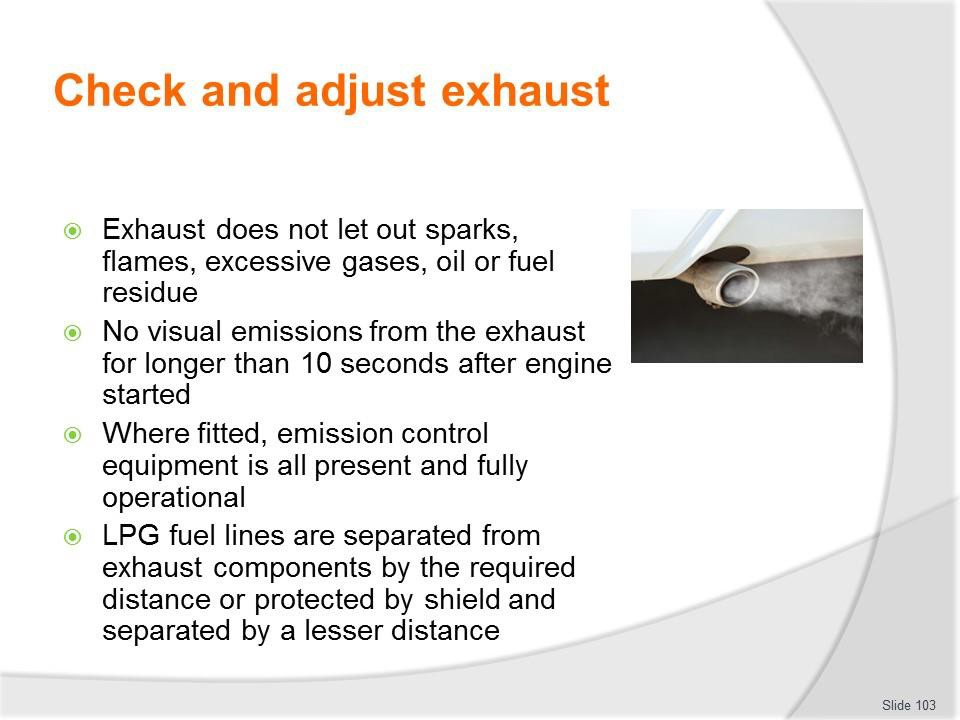 Check and adjust exhaust
Exhaust does not let out sparks,
flames, excessive gases, oil or fuel
residue
No visual emissions from the exhaust
for longer than 10 seconds after engine
started
Where fitted, emission control
equipment is all present and fully
operational
LPG fuel lines are separated from
exhaust components by the required
distance or protected by shield and
separated by a lesser distance
Slide 103